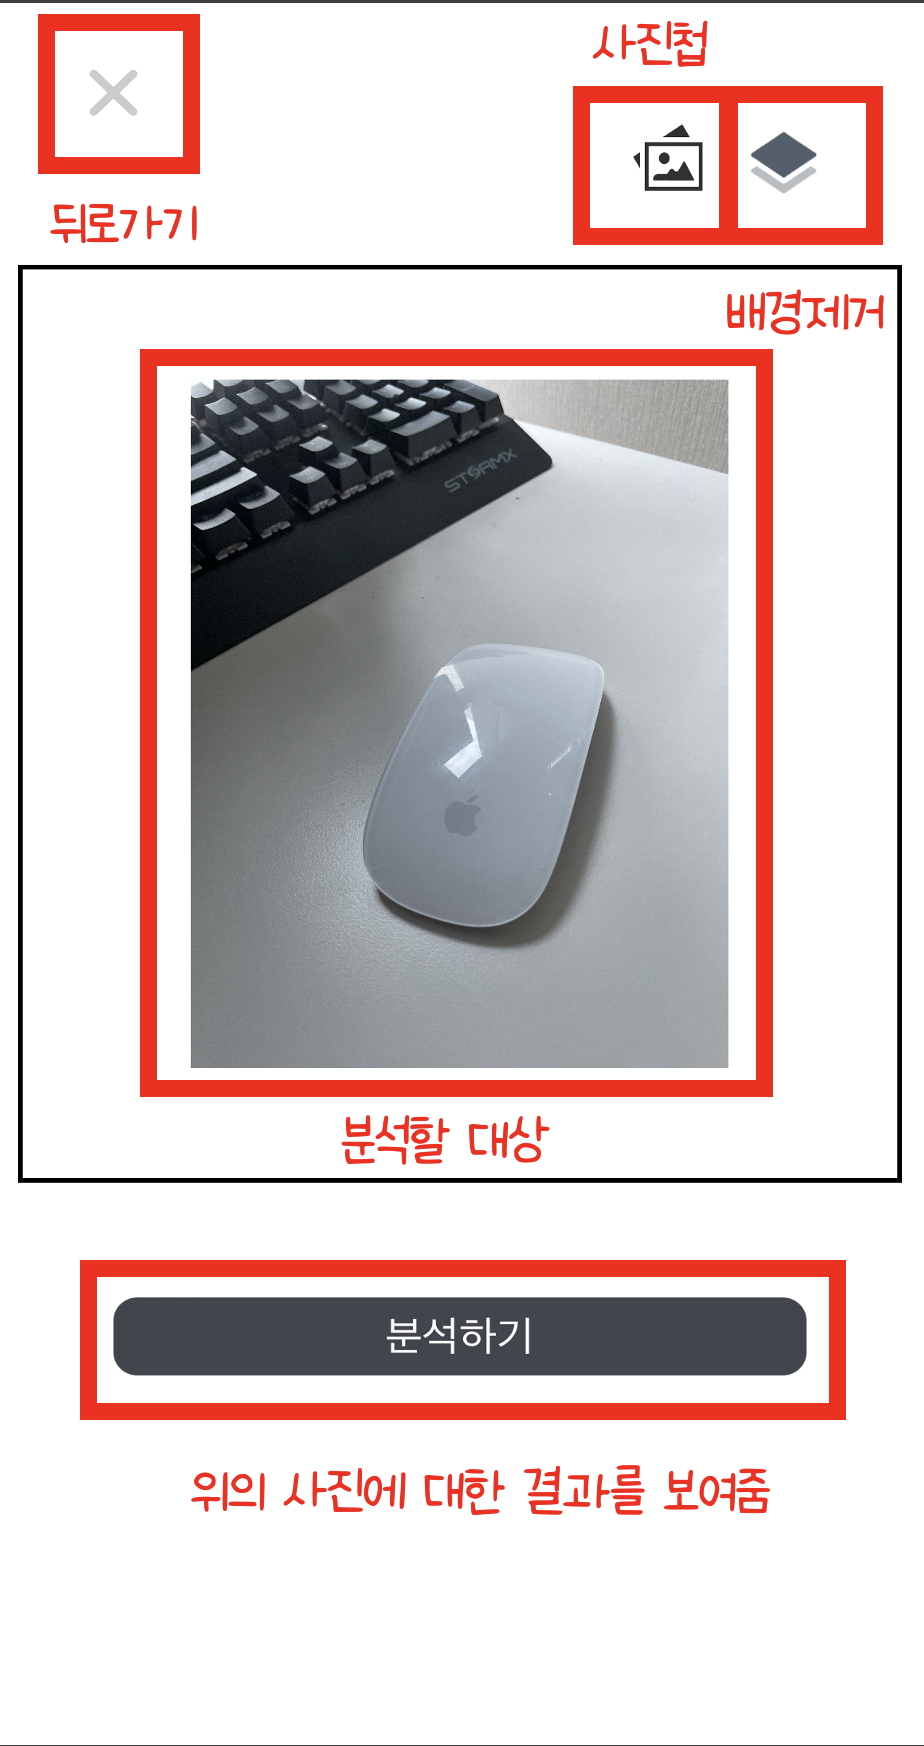 사진첩
뒤로가기
배경제거
STORMX
분석할 대상
분석하기
위의 사진에 대한 결과를 보여줌